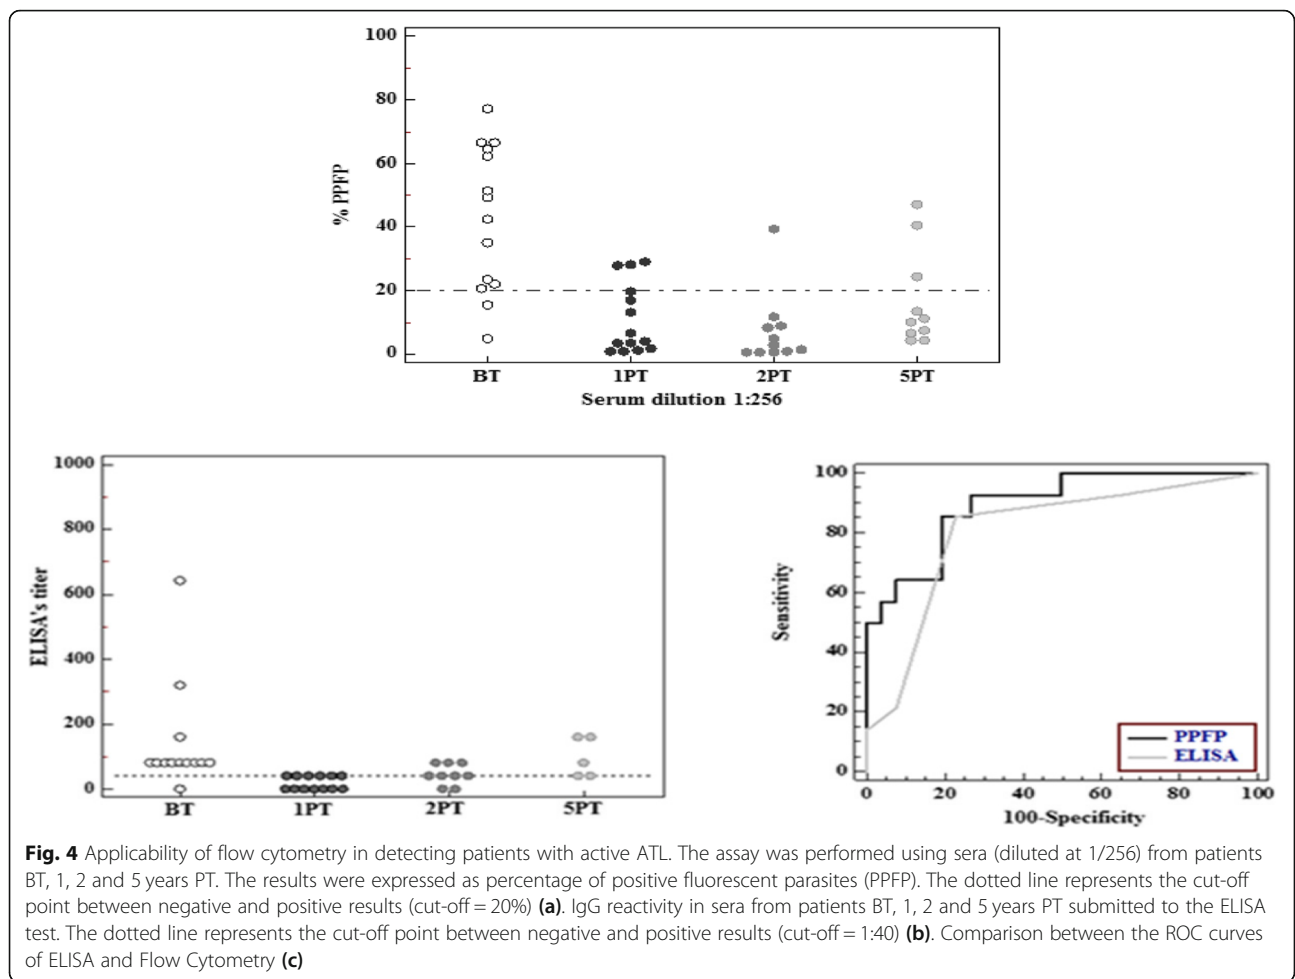 100
80
60
40
20
0
% PPFP
BT 1PT 2PT 5PT
Serum dilution 1:256
1000
800
600
400
200
0
ELISA's titer
BT 1PT 2PT 5PT
100
80
60
40
20
0
Sensitivity
PPFP
ELISA
0 20 40 60 80 100
100-Specificity
Fig. 4 Applicability of flow cytometry in detecting patients with active ATL. The assay was performed using sera (diluted at 1/256) from patients
BT, 1, 2 and 5 years PT. The results were expressed as percentage of positive fluorescent parasites (PPFP). The dotted line represents the cut-off
point between negative and positive results (cut-off = 20%) (a). IgG reactivity in sera from patients BT, 1, 2 and 5 years PT submitted to the ELISA
test. The dotted line represents the cut-off point between negative and positive results (cut-off = 1:40) (b). Comparison between the ROC curves
of ELISA and Flow Cytometry (c)